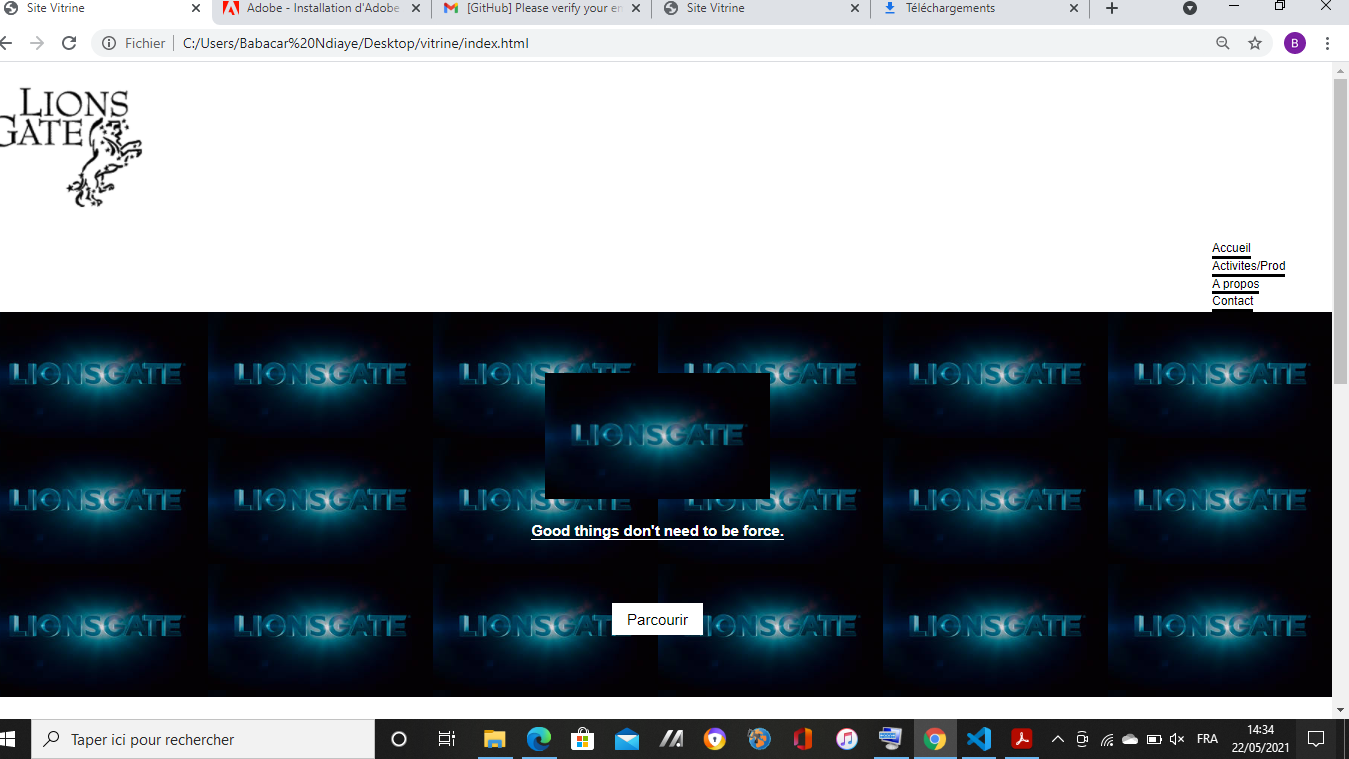 Site Vitrine
Adobe - Installation d'Adobe
[GitHub] Please verify your em
Site Vitrine
Téléchargements
Fichier
C:/Users/Babacar%20Ndiaye/Desktop/vitrine/index.html
B
LIONS
GATE
Accueil
Activites/Prod
A propos
Contact
LIONSGATE LIONSGATE LIONSGATE LIONSGATE LIONSGATE LIONSGATE
LIONSGATE
LIONSGATE LIONSGATE LIONSGATE LIONSGATE LIONSGATE LIONSGATE
Good things don't need to be force.
Parcourir
LIONSGATE LIONSGATE LIONSGATE LIONSGATE LIONSGATE LIONSGATE
Taper ici pour rechercher
FRA
14:34
22/05/2021